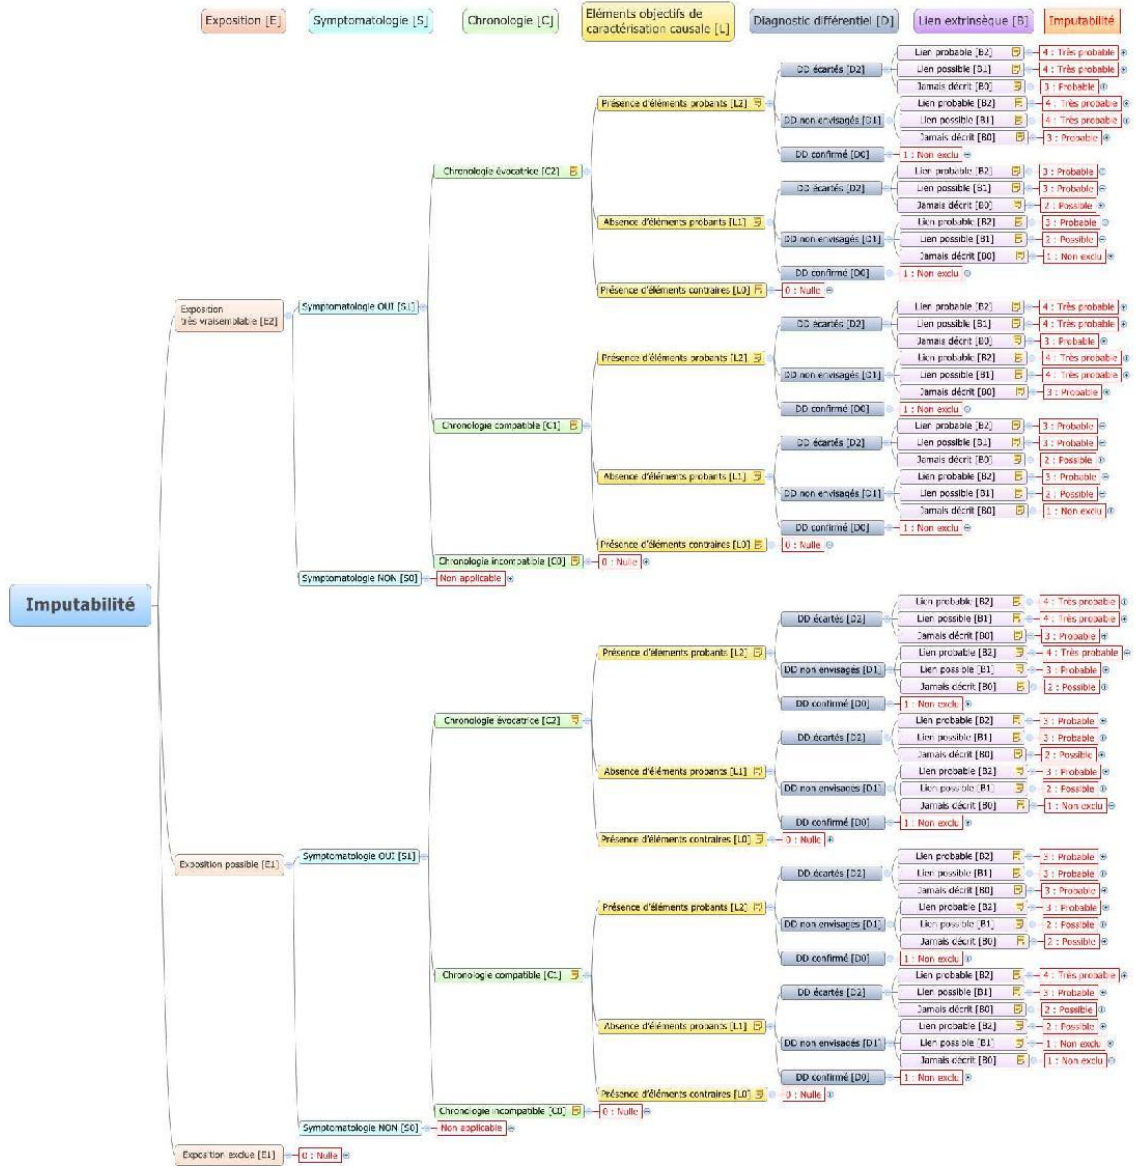 Exposition [E]
Symptomatologie [S]
Chronologie [C]
Eléments objectifs de
caractérisation causale [L]
Diagnostic différentiel [D]
Lien extrinsèque [B]
Imputabilité
Imputabilité
Exposition
très vraisemblable [E2]
Symptomatologie OUI [S1]
Chronologie évocatrice [C2]
Présence d'éléments probants [L2]
DD écartés [D2]
Lien probable [B2] 4 : Très probable
Lien possible [B1] 4 : Très probable
Jamais décrit [B0] 3 : Probable
DD non envisagés [D1]
Lien probable [B2] 4 : Très probable
Lien possible [B1] 4 : Très probable
Jamais décrit [B0] 3 : Probable
DD confirmé [D0] 1 : Non exclu
Absence d'éléments probants [L1]
DD écartés [D2]
Lien probable [B2] 3 : Probable
Lien possible [B1] 3 : Probable
Jamais décrit [B0] 2 : Possible
DD non envisagés [D1]
Lien probable [B2] 3 : Probable
Lien possible [B1] 2 : Possible
Jamais décrit [B0] 1 : Non exclu
DD confirmé [D0] 1 : Non exclu
Présence d'éléments contraires [L0] 0 : Nulle
Chronologie compatible [C1]
Présence d'éléments probants [L2]
DD écartés [D2]
Lien probable [B2] 4 : Très probable
Lien possible [B1] 4 : Très probable
Jamais décrit [B0] 3 : Probable
DD non envisagés [D1]
Lien probable [B2] 4 : Très probable
Lien possible [B1] 4 : Très probable
Jamais décrit [B0] 3 : Probable
DD confirmé [D0] 1 : Non exclu
Absence d'éléments probants [L1]
DD écartés [D2]
Lien probable [B2] 3 : Probable
Lien possible [B1] 3 : Probable
Jamais décrit [B0] 2 : Possible
DD non envisagés [D1]
Lien probable [B2] 3 : Probable
Lien possible [B1] 2 : Possible
Jamais décrit [B0] 1 : Non exclu
DD confirmé [D0] 1 : Non exclu
Présence d'éléments contraires [L0] 0 : Nulle
Chronologie incompatible [C0] 0 : Nulle
Symptomatologie NON [S0] Non applicable
Exposition possible [E1]
Symptomatologie OUI [S1]
Chronologie évocatrice [C2]
Présence d'éléments probants [L2]
DD écartés [D2]
Lien probable [B2] 4 : Très probable
Lien possible [B1] 4 : Très probable
Jamais décrit [B0] 3 : Probable
DD non envisagés [D1]
Lien probable [B2] 4 : Très probable
Lien possible [B1] 3 : Probable
Jamais décrit [B0] 2 : Possible
DD confirmé [D0] 1 : Non exclu
Absence d'éléments probants [L1]
DD écartés [D2]
Lien probable [B2] 3 : Probable
Lien possible [B1] 3 : Probable
Jamais décrit [B0] 2 : Possible
DD non envisagés [D1]
Lien probable [B2] 3 : Probable
Lien possible [B1] 2 : Possible
Jamais décrit [B0] 1 : Non exclu
DD confirmé [D0] 1 : Non exclu
Présence d'éléments contraires [L0] 0 : Nulle
Chronologie compatible [C1]
Présence d'éléments probants [L2]
DD écartés [D2]
Lien probable [B2] 3 : Probable
Lien possible [B1] 3 : Probable
Jamais décrit [B0] 3 : Probable
DD non envisagés [D1]
Lien probable [B2] 3 : Probable
Lien possible [B1] 2 : Possible
Jamais décrit [B0] 2 : Possible
DD confirmé [D0] 1 : Non exclu
Absence d'éléments probants [L1]
DD écartés [D2]
Lien probable [B2] 4 : Très probable
Lien possible [B1] 3 : Probable
Jamais décrit [B0] 2 : Possible
DD non envisagés [D1]
Lien probable [B2] 2 : Possible
Lien possible [B1] 1 : Non exclu
Jamais décrit [B0] 1 : Non exclu
DD confirmé [D0] 1 : Non exclu
Présence d'éléments contraires [L0] 0 : Nulle
Chronologie incompatible [C0] 0 : Nulle
Symptomatologie NON [S0] Non applicable
Exposition exclue [E1] 0 : Nulle